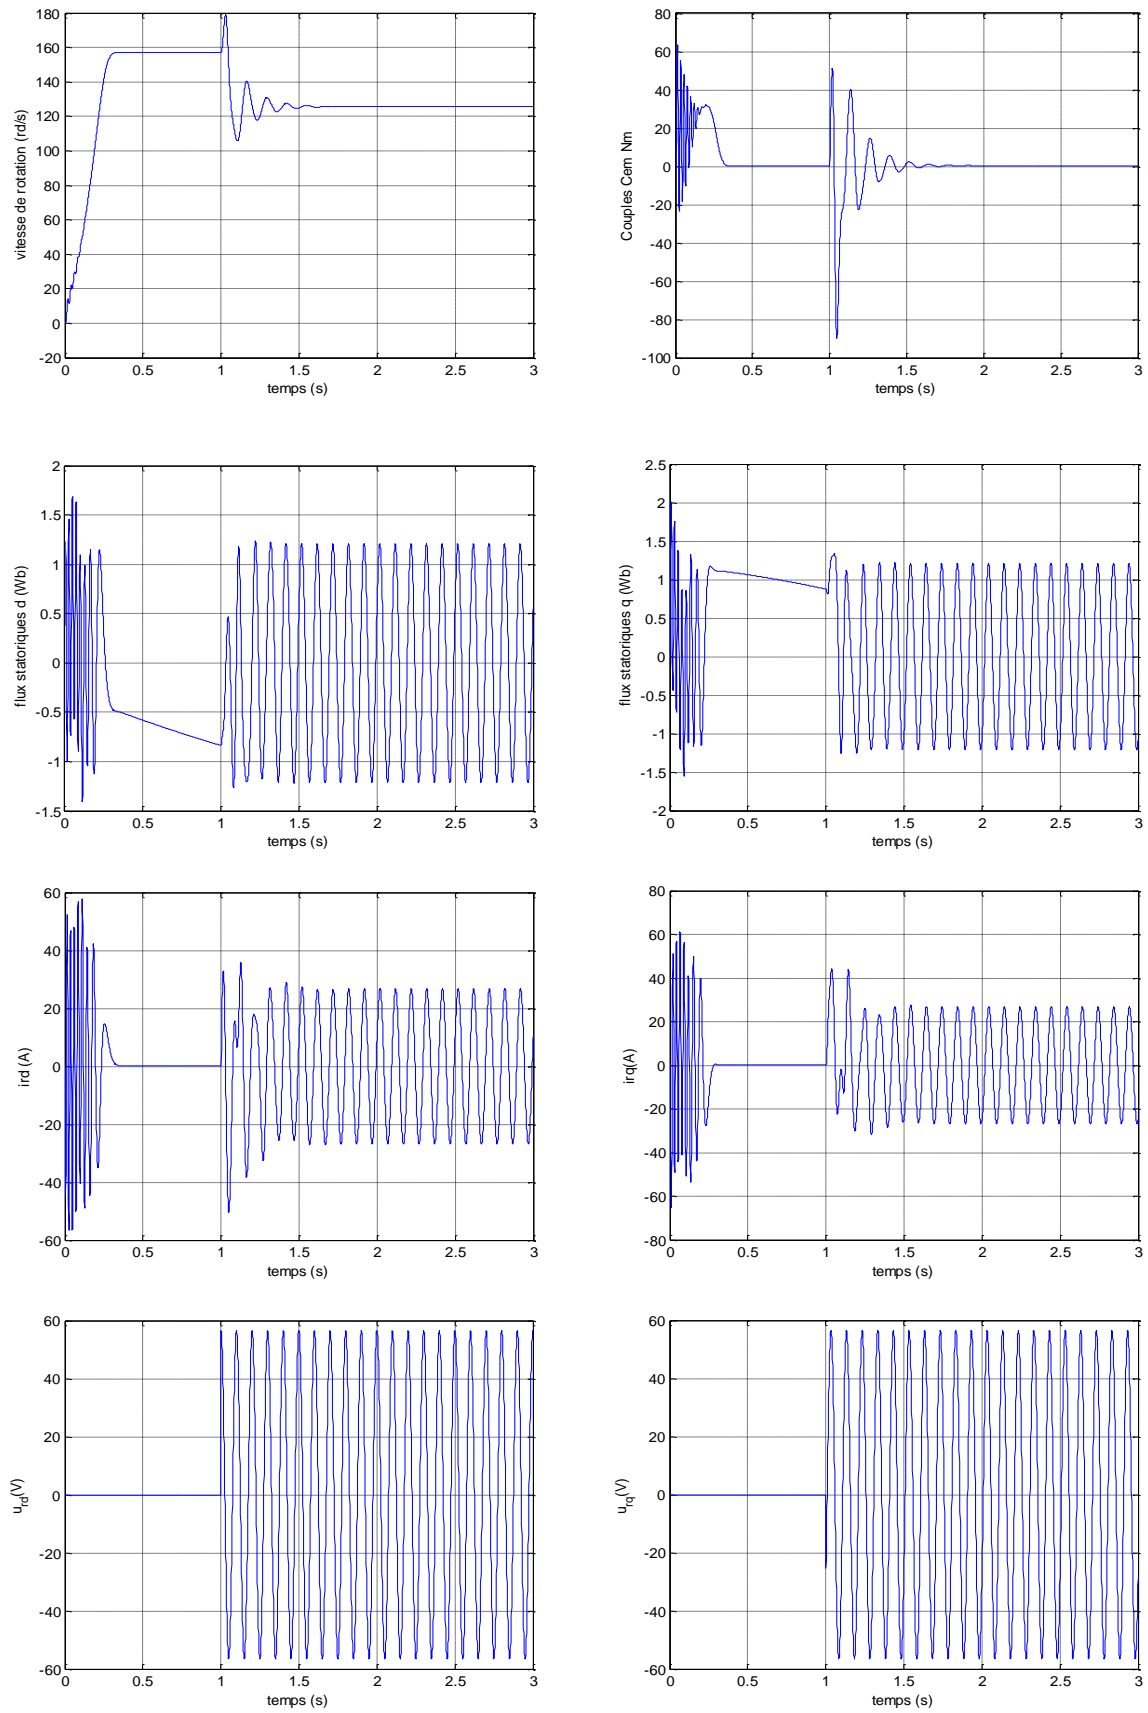 180
160
140
120
100
80
60
40
20
0
-20
vitesse de rotation (rd/s)
0 0.5 1 1.5 2 2.5 3
temps (s)
80
60
40
20
0
-20
-40
-60
-80
-100
Couples Cem Nm
0 0.5 1 1.5 2 2.5 3
temps (s)
2
1.5
1
0.5
0
-0.5
-1
-1.5
flux statoriques d (Wb)
0 0.5 1 1.5 2 2.5 3
temps (s)
2.5
2
1.5
1
0.5
0
-0.5
-1
-1.5
-2
flux statoriques q (Wb)
0 0.5 1 1.5 2 2.5 3
temps (s)
60
40
20
0
-20
-40
-60
ird (A)
0 0.5 1 1.5 2 2.5 3
temps (s)
80
60
40
20
0
-20
-40
-60
-80
irq(A)
0 0.5 1 1.5 2 2.5 3
temps (s)
60
40
20
0
-20
-40
-60
u_rd(V)
0 0.5 1 1.5 2 2.5 3
temps (s)
60
40
20
0
-20
-40
-60
u_rq(V)
0 0.5 1 1.5 2 2.5 3
temps (s)